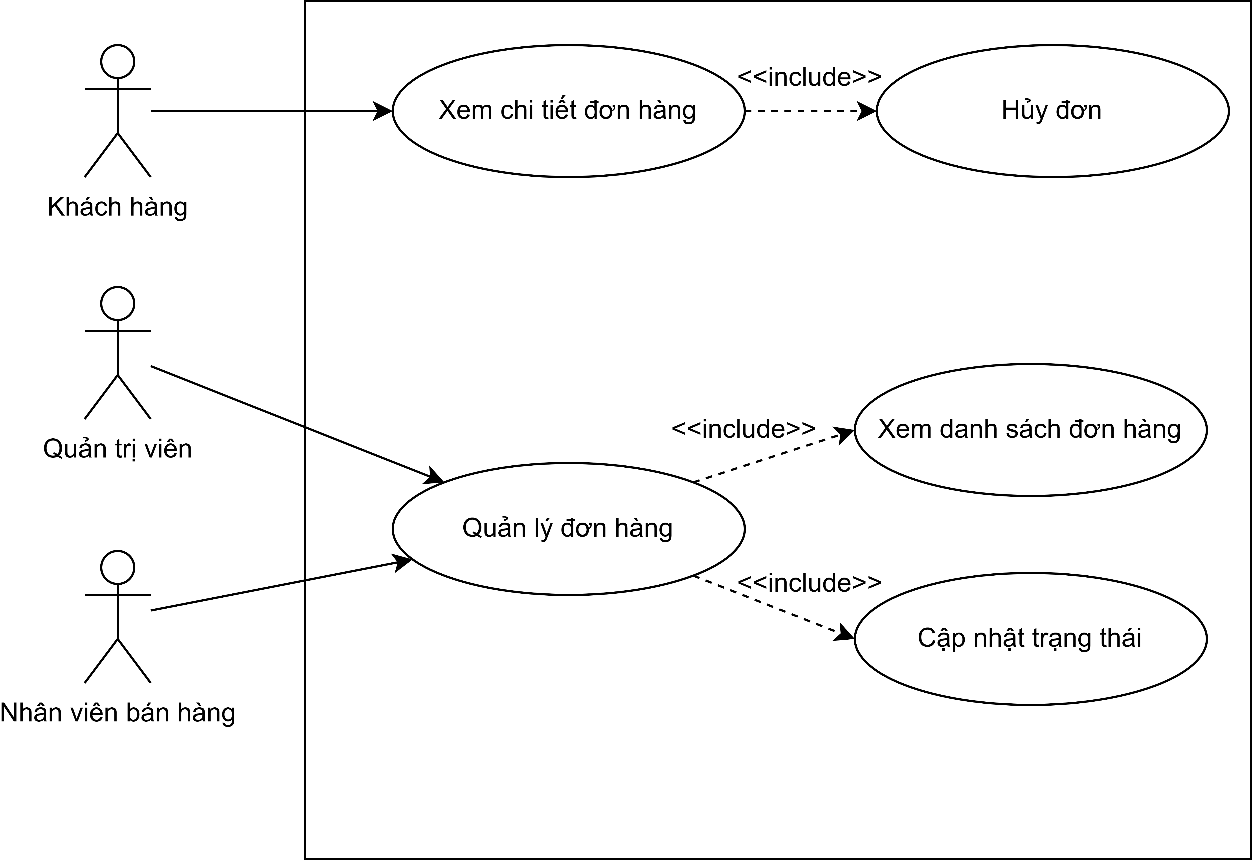 <<include>>
Xem chi tiết đơn hàng
Hủy đơn
Khách hàng
<<include>>
Xem danh sách đơn hàng
Quản trị viên
Quản lý đơn hàng
<<include>>
Cập nhật trạng thái
Nhân viên bán hàng